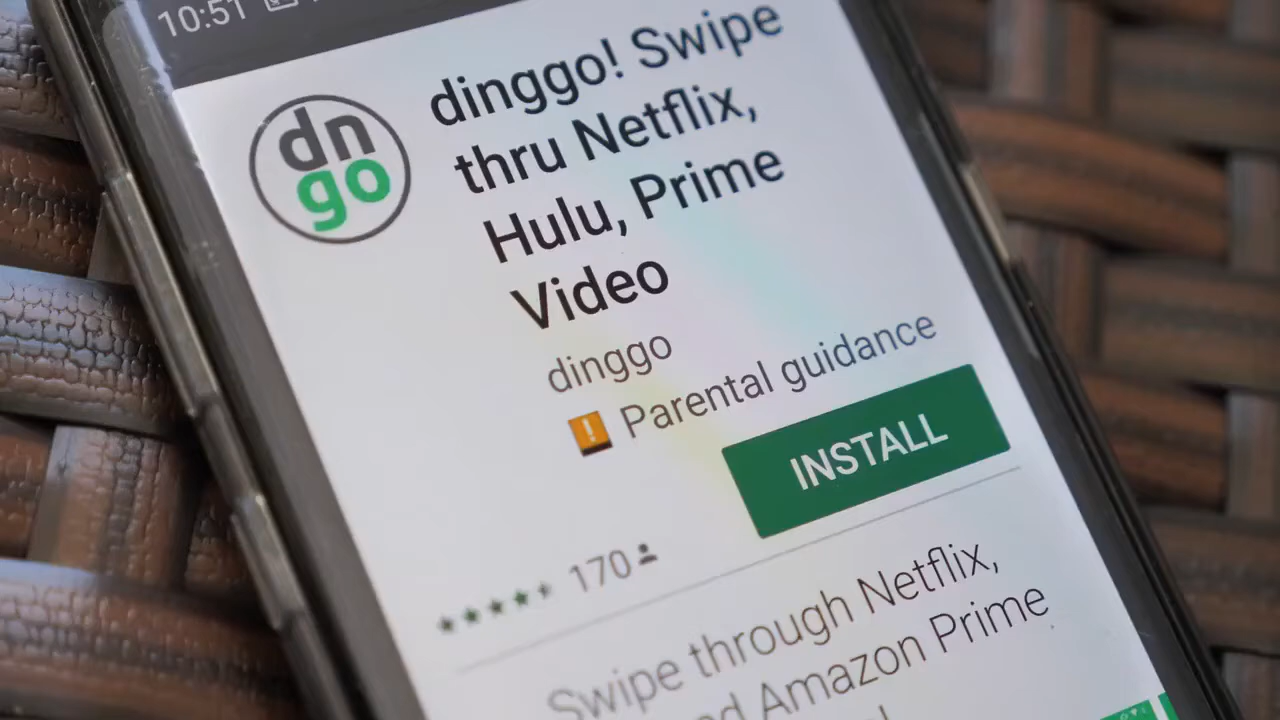 10:51
dn
go
dinggo! Swipe
thru Netflix,
Hulu, Prime
Video
dinggo
! Parental guidance
INSTALL
170
Swipe through Netflix,
Amazon Prime